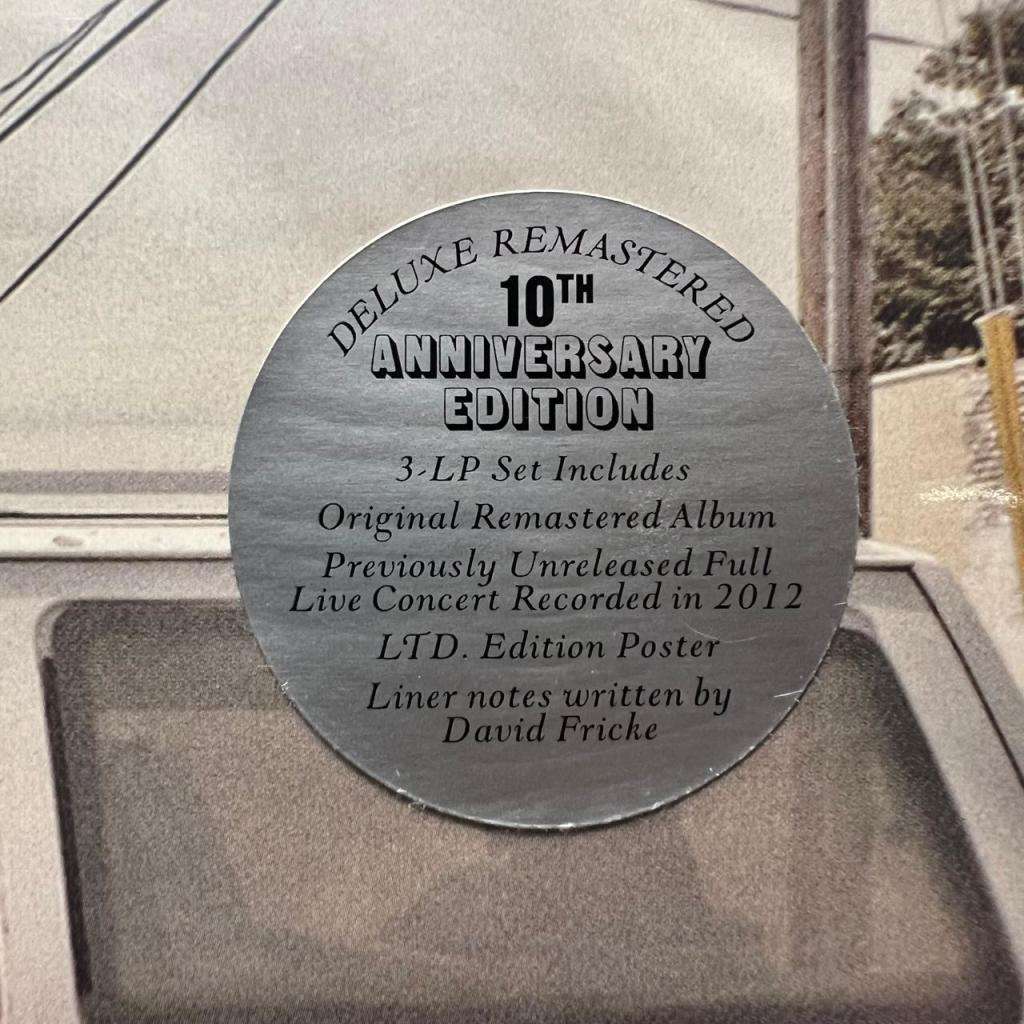 DELUXE REMASTERED
10TH
ANNIVERSARY
EDITION
3-LP Set Includes
Original Remastered Album
Previously Unreleased Full
Live Concert Recorded in 2012
LTD. Edition Poster
Liner notes written by
David Fricke